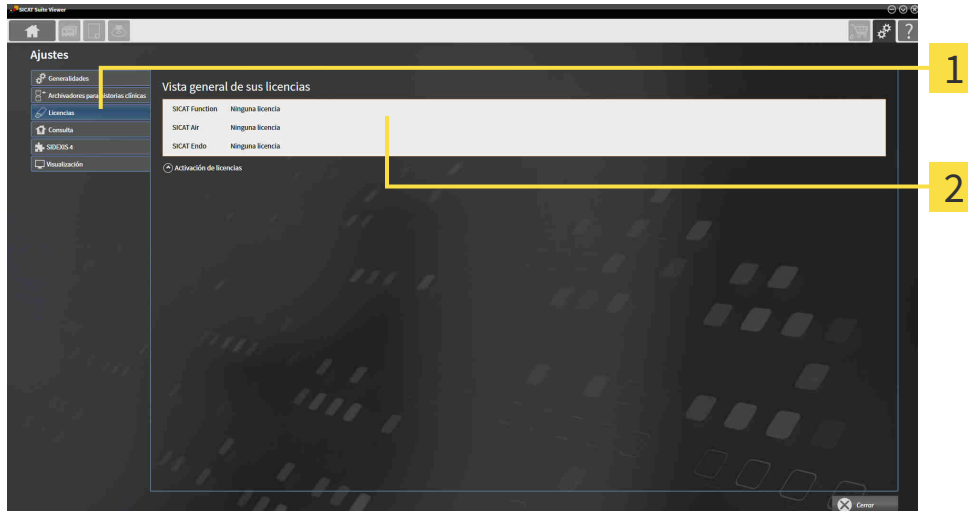 SICAT Suite Viewer
?
Ajustes
Generalidades
Archivadores para historias clínicas
Licencias
Consulta
SIDEXIS 4
Visualización
Vista general de sus licencias
SICAT Function Ninguna licencia
SICAT Air Ninguna licencia
SICAT Endo Ninguna licencia
Activación de licencias
Cerrar
1
2